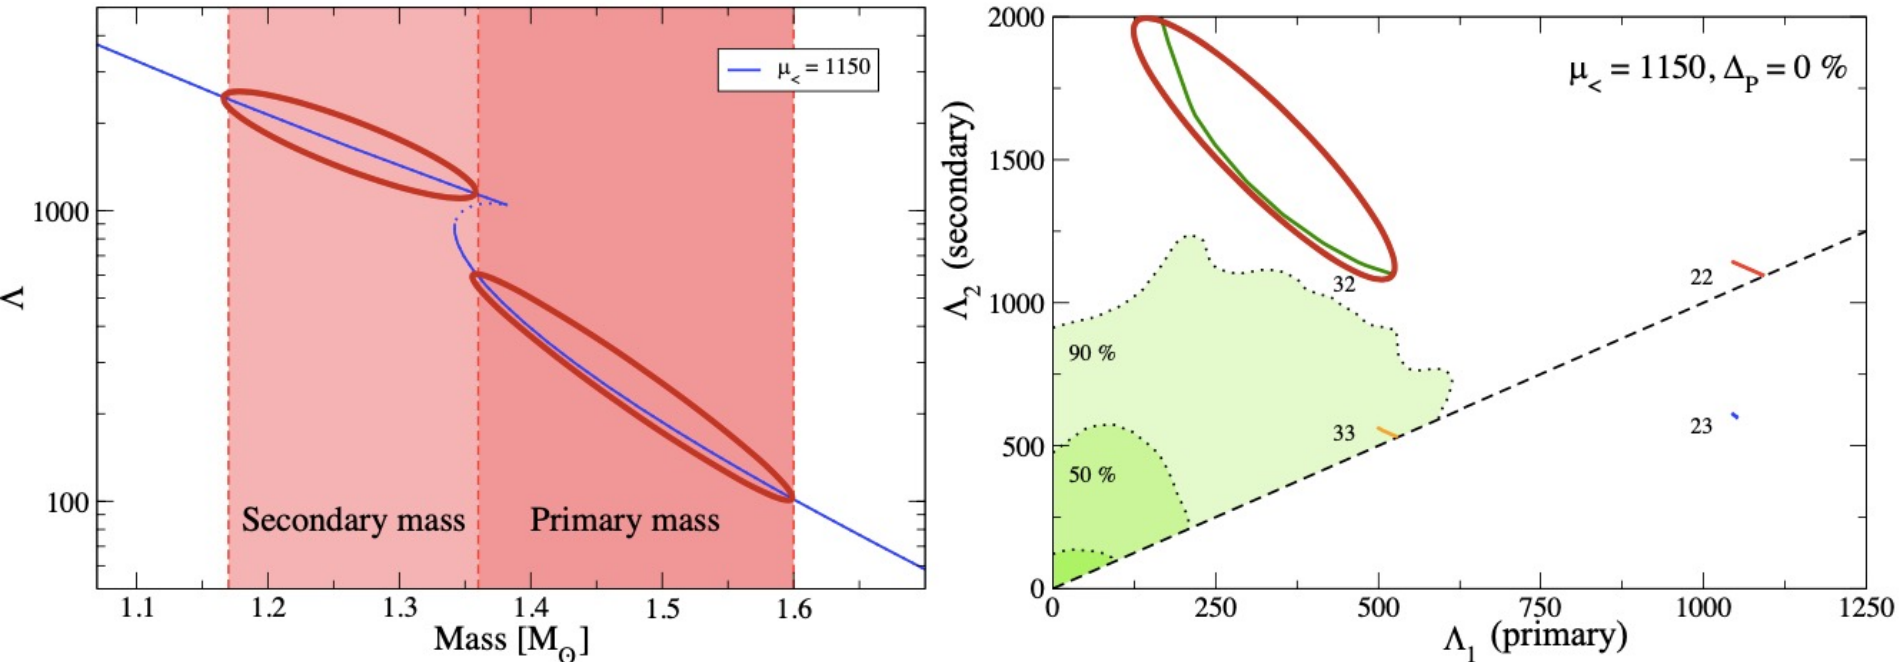 μ< = 1150
1000
100
Λ
Secondary mass
Primary mass
1.1 1.2 1.3 1.4 1.5 1.6
Mass [M⊙]
μ< = 1150, ΔP = 0 %
2000
1500
1000
500
0
Λ2 (secondary)
32
22
90 %
33
23
50 %
0 250 500 750 1000 1250
Λ1 (primary)